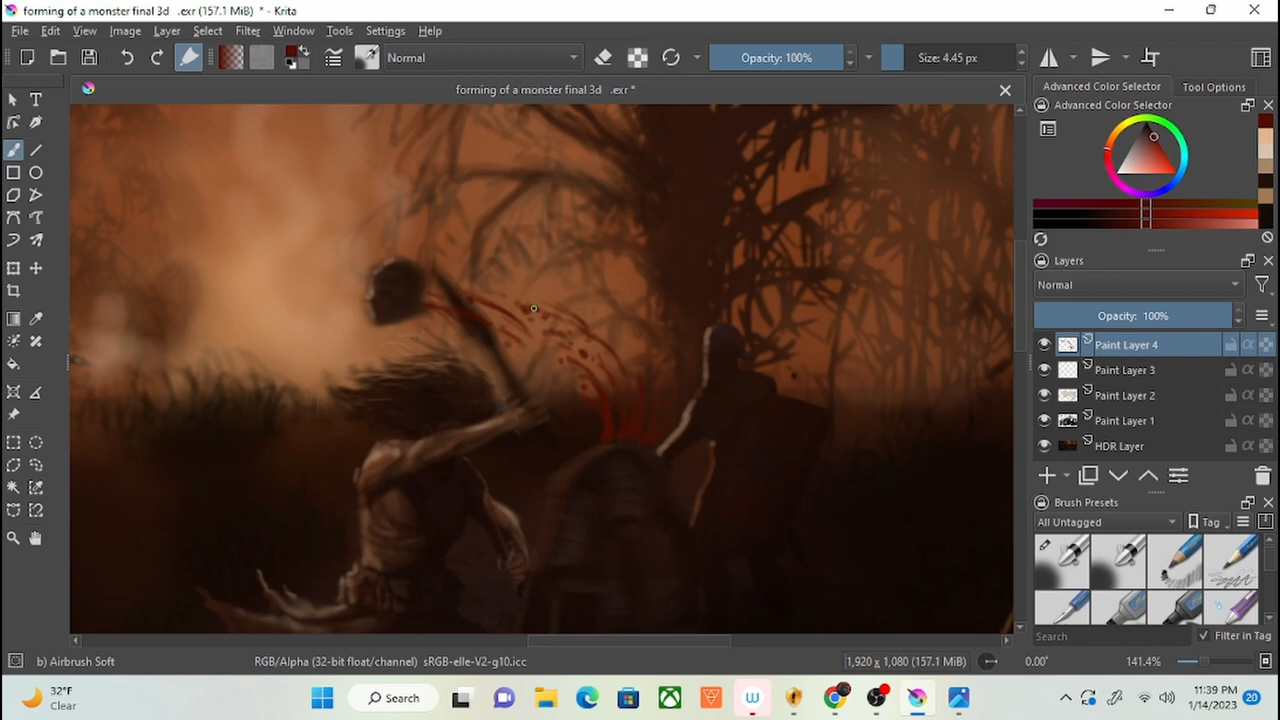 forming of a monster final 3d   .exr (157.1 MiB)  * - Krita
File Edit View Image Layer Select Filter Window Tools Settings Help
Normal Opacity: 100% Size: 4.45 px
forming of a monster final 3d   .exr*
Advanced Color Selector Tool Options
Advanced Color Selector
Layers
Normal
Opacity:  100%
Paint Layer 4
Paint Layer 3
Paint Layer 2
Paint Layer 1
HDR Layer
Brush Presets
All Untagged Tag
Search Filter in Tag
b) Airbrush Soft RGB/Alpha (32-bit float/channel)  sRGB-elle-V2-g10.icc 1,920 x 1,080 (157.1 MiB) 0.00° 141.4%
32°F
Clear
Search
11:39 PM
1/14/2023
20